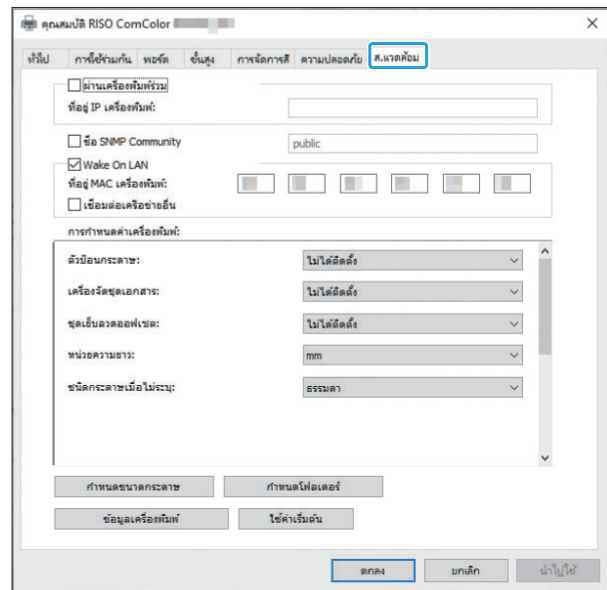 คุณสมบัติ RISO ComColor
ทั่วไป การใช้ร่วมกัน พอร์ต ขั้นสูง การจัดการสี ความปลอดภัย ส.แวดล้อม
ผ่านเครื่องพิมพ์ร่วม
ที่อยู่ IP เครื่องพิมพ์:
ชื่อ SNMP Community public
Wake On LAN
ที่อยู่ MAC เครื่องพิมพ์:
เชื่อมต่อเครือข่ายอื่น
การกำหนดค่าเครื่องพิมพ์:
ตัวป้อนกระดาษ: ไม่ได้ติดตั้ง
เครื่องจัดชุดเอกสาร: ไม่ได้ติดตั้ง
ชุดเย็บลวดออฟเซต: ไม่ได้ติดตั้ง
หน่วยความยาว: mm
ชนิดกระดาษเมื่อไม่ระบุ: ธรรมดา
กำหนดขนาดกระดาษ กำหนดโฟลเดอร์
ข้อมูลเครื่องพิมพ์ ใช้ค่าเริ่มต้น
ตกลง ยกเลิก นำไปใช้